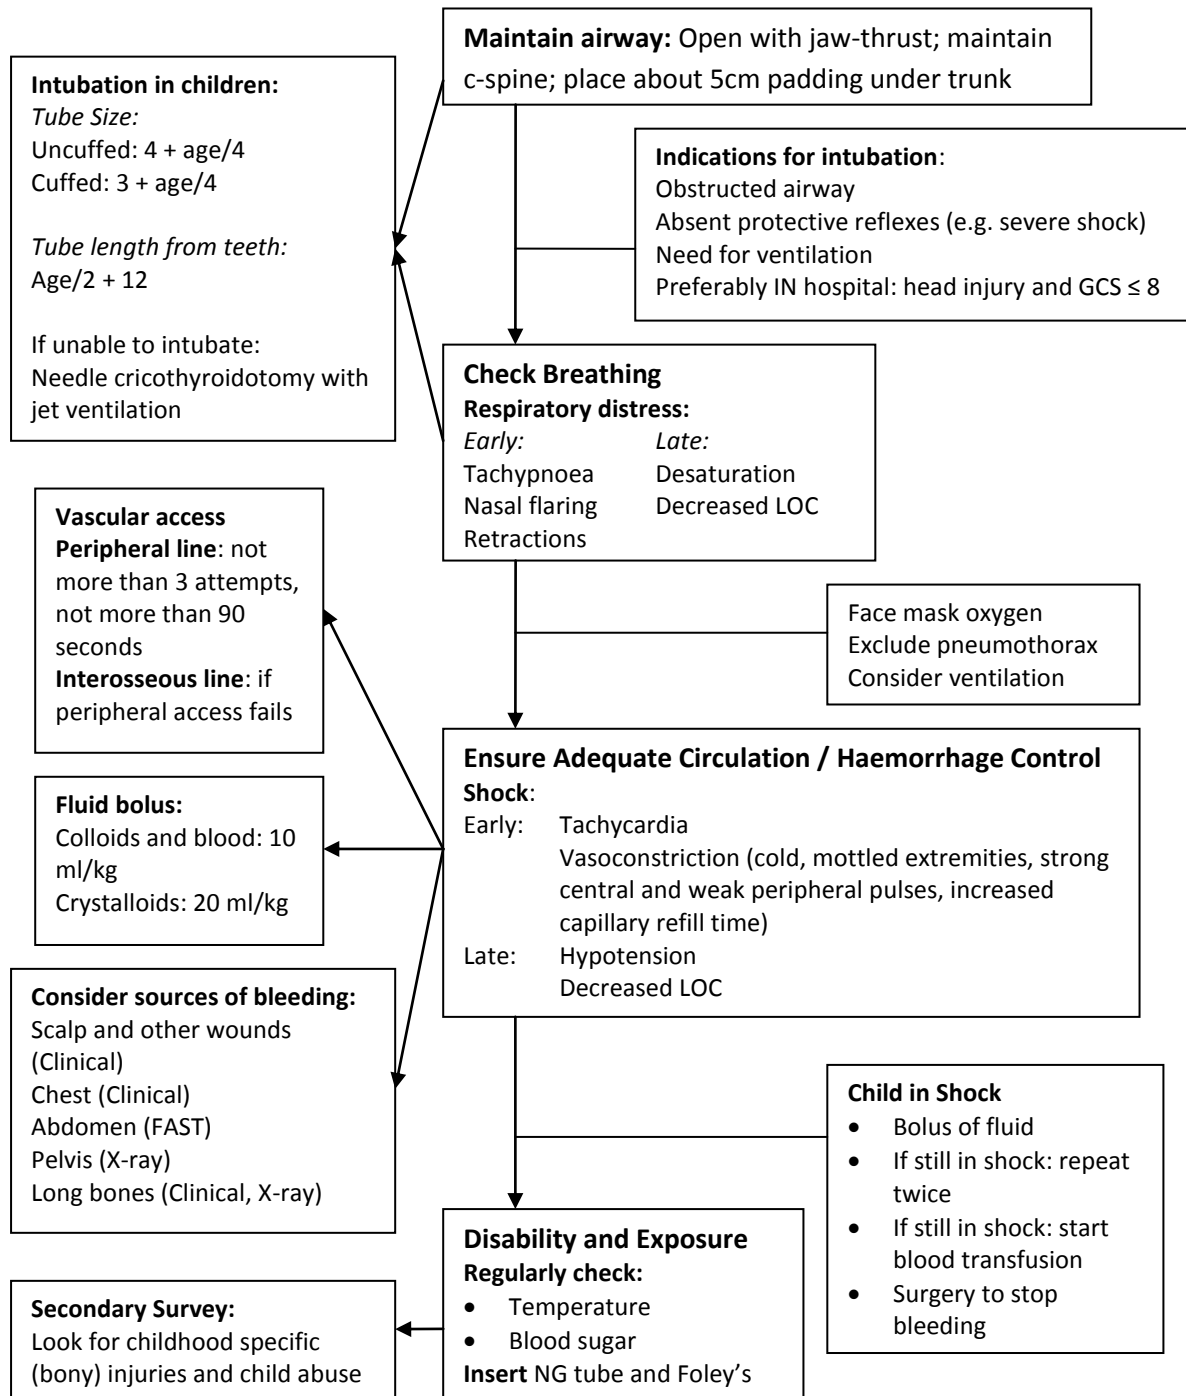 Maintain airway: Open with jaw-thrust; maintain
c-spine; place about 5cm padding under trunk
Intubation in children:
Tube Size:
Uncuffed: 4 + age/4
Cuffed: 3 + age/4
Tube length from teeth:
Age/2 + 12
If unable to intubate:
Needle cricothyroidotomy with
jet ventilation
Indications for intubation:
Obstructed airway
Absent protective reflexes (e.g. severe shock)
Need for ventilation
Preferably IN hospital: head injury and GCS ≤ 8
Check Breathing
Respiratory distress:
Early: Late:
Tachypnoea Desaturation
Nasal flaring Decreased LOC
Retractions
Vascular access
Peripheral line: not
more than 3 attempts,
not more than 90
seconds
Interosseous line: if
peripheral access fails
Face mask oxygen
Exclude pneumothorax
Consider ventilation
Ensure Adequate Circulation / Haemorrhage Control
Shock:
Early: Tachycardia
Vasoconstriction (cold, mottled extremities, strong
central and weak peripheral pulses, increased
capillary refill time)
Late: Hypotension
Decreased LOC
Fluid bolus:
Colloids and blood: 10
ml/kg
Crystalloids: 20 ml/kg
Consider sources of bleeding:
Scalp and other wounds
(Clinical)
Chest (Clinical)
Abdomen (FAST)
Pelvis (X-ray)
Long bones (Clinical, X-ray)
Child in Shock
• Bolus of fluid
• If still in shock: repeat
twice
• If still in shock: start
blood transfusion
• Surgery to stop
bleeding
Disability and Exposure
Regularly check:
• Temperature
• Blood sugar
Insert NG tube and Foley's
Secondary Survey:
Look for childhood specific
(bony) injuries and child abuse